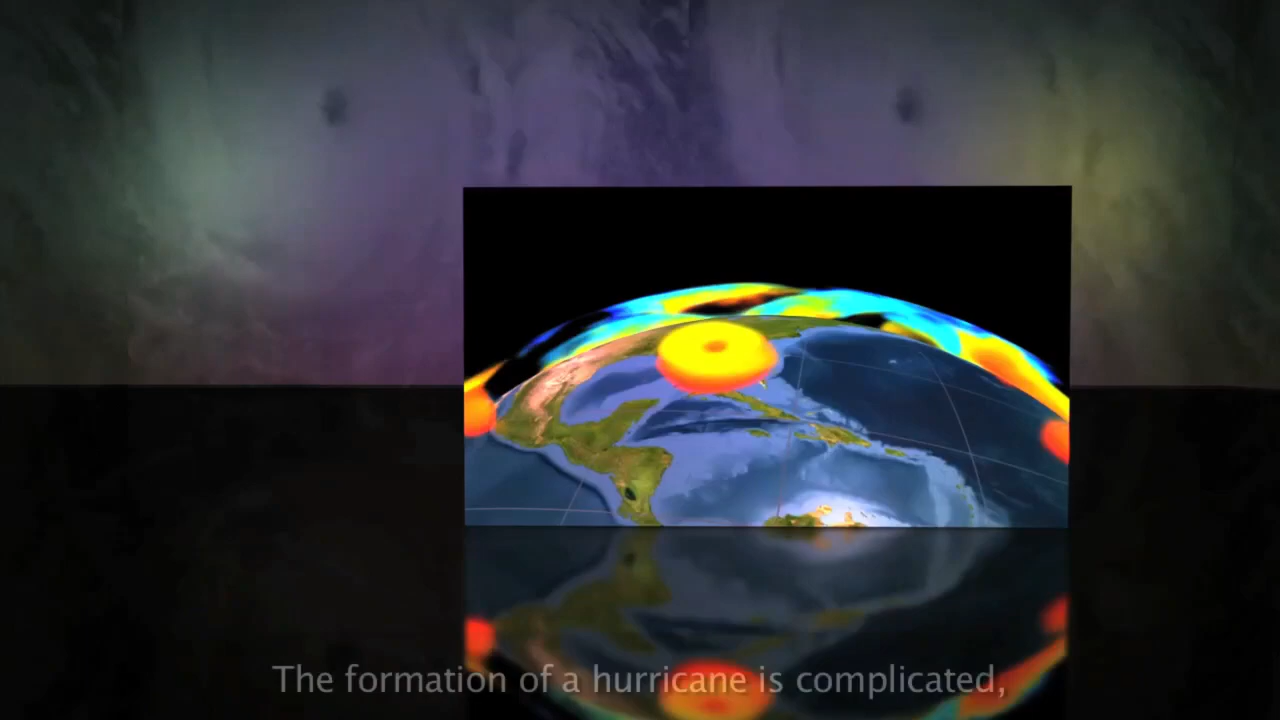 The formation of a hurricane is complicated,